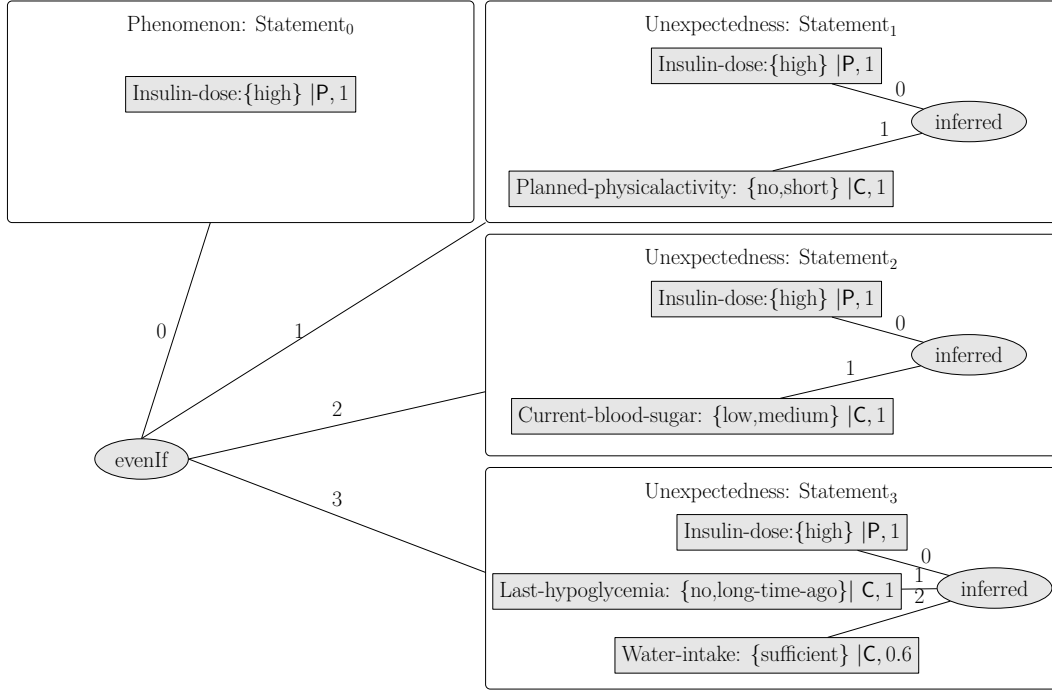 Phenomenon: Statement₀
Insulin-dose:{high} |P, 1
Unexpectedness: Statement₁
Insulin-dose:{high} |P, 1
0
inferred
1
Planned-physicalactivity: {no,short} |C, 1
Unexpectedness: Statement₂
Insulin-dose:{high} |P, 1
0
inferred
1
Current-blood-sugar: {low,medium} |C, 1
Unexpectedness: Statement₃
Insulin-dose:{high} |P, 1
0
Last-hypoglycemia: {no,long-time-ago}| C, 1
1
inferred
2
Water-intake: {sufficient} |C, 0.6
0
1
2
evenIf
3